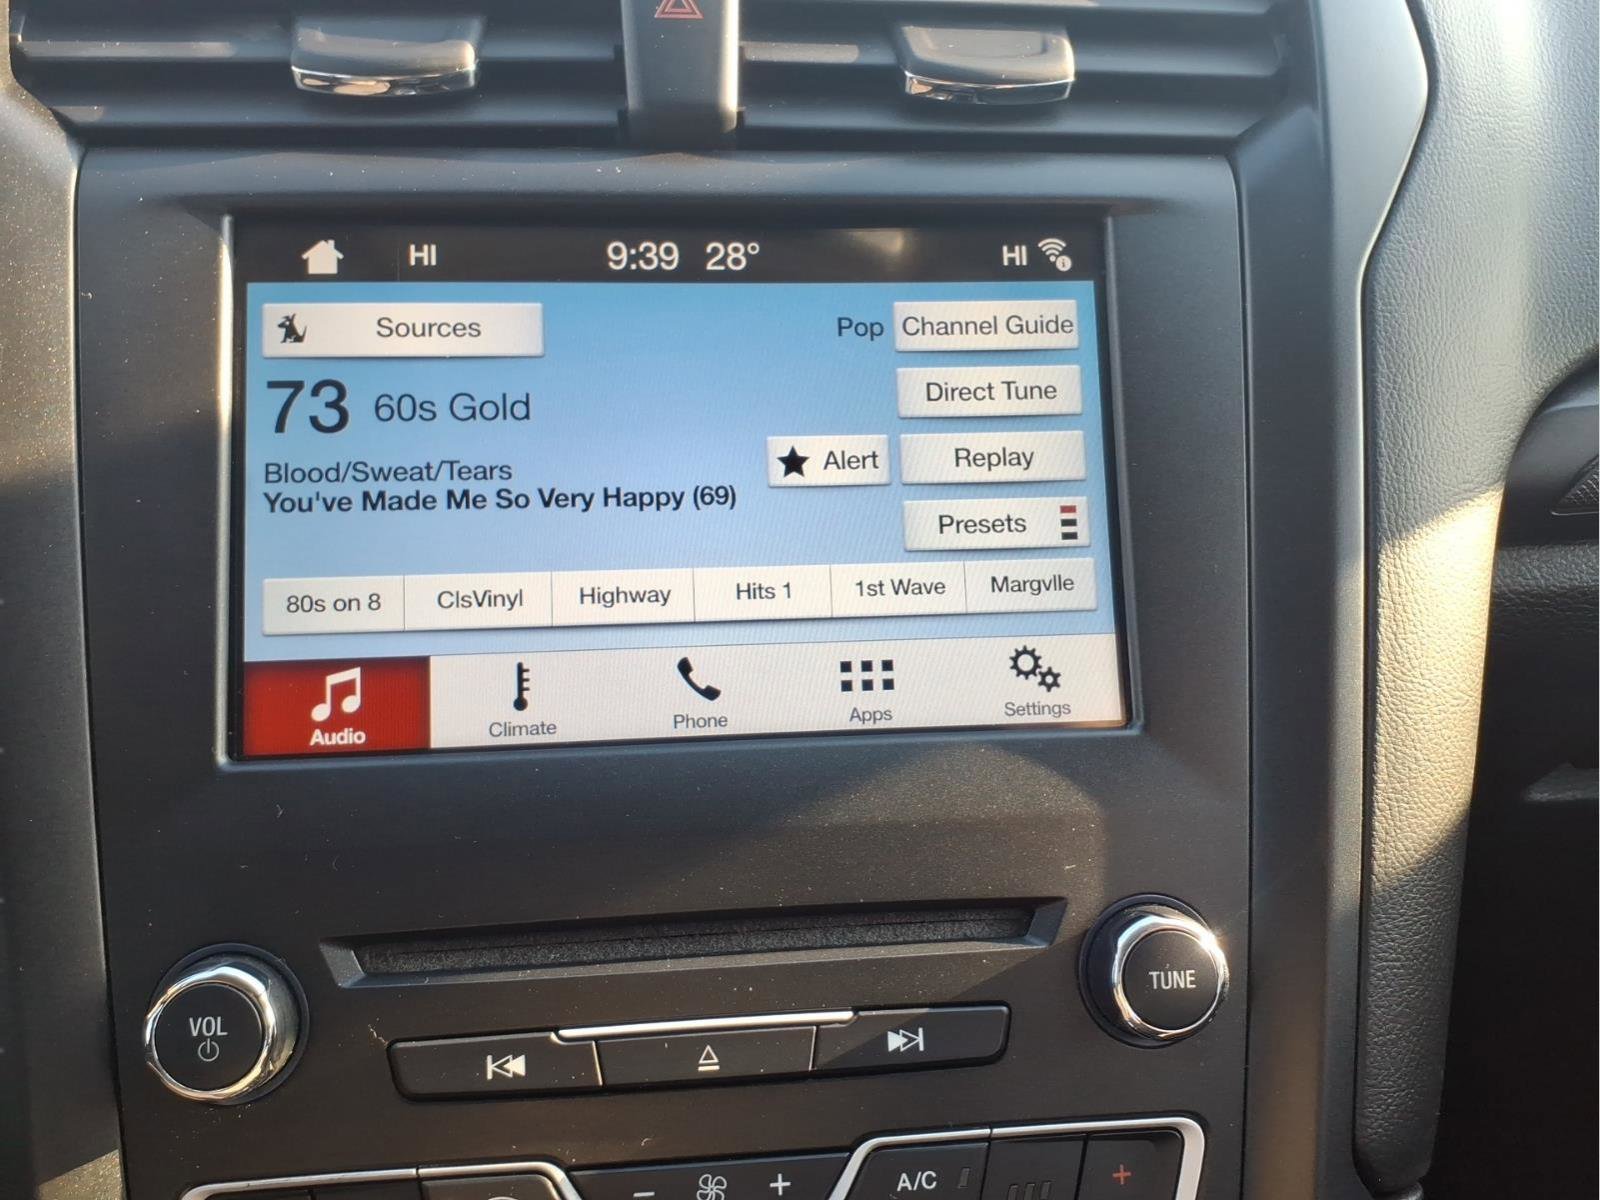 HI 9:39 28° HI
Sources Pop Channel Guide
73 60s Gold Direct Tune
Blood/Sweat/Tears
You've Made Me So Very Happy (69)
Alert Replay
Presets
80s on 8 ClsVinyl Highway Hits 1 1st Wave Margvlle
Audio Climate Phone Apps Settings
VOL
TUNE
- + A/C +